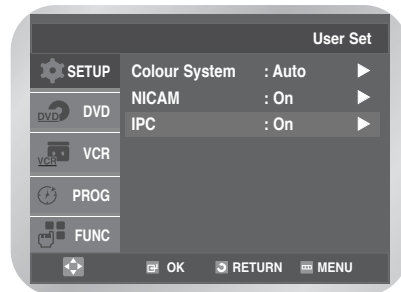 User Set
SETUP
Colour System : Auto
NICAM : On
IPC : On
DVD DVD
VCR VCR
PROG
FUNC
OK RETURN MENU